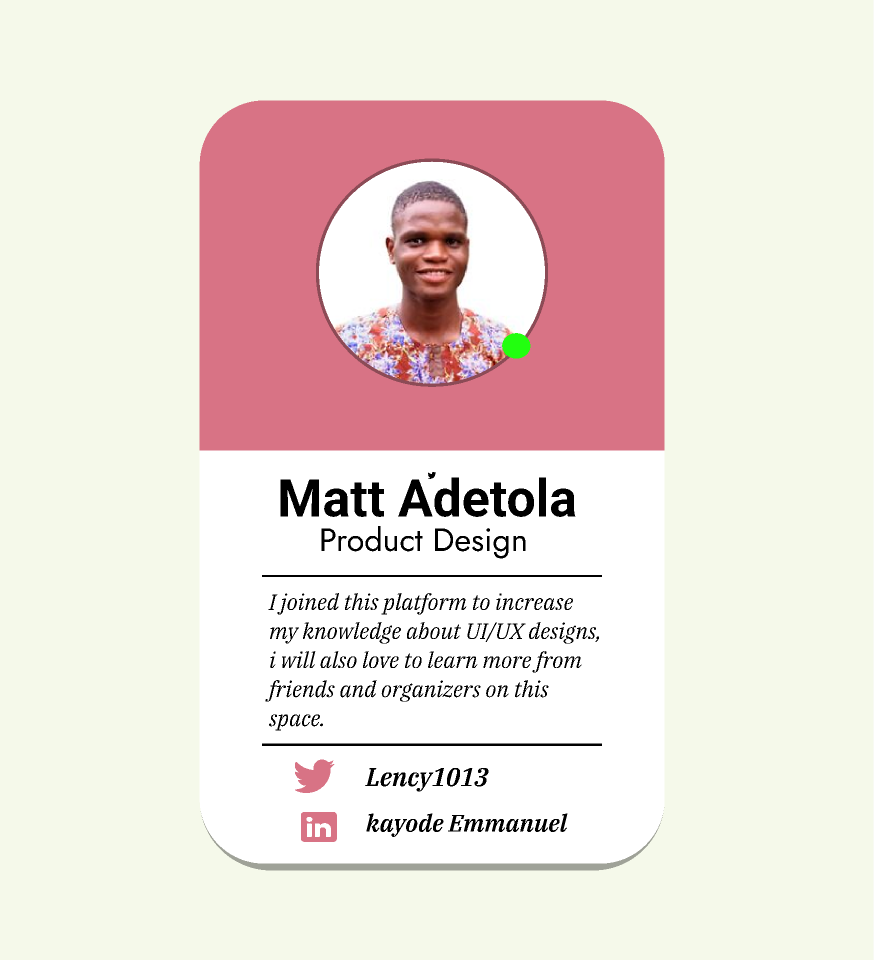 Matt Adetola
Product Design
I joined this platform to increase
my knowledge about UI/UX designs,
i will also love to learn more from
friends and organizers on this
space.
Lency1013
in
kayode Emmanuel